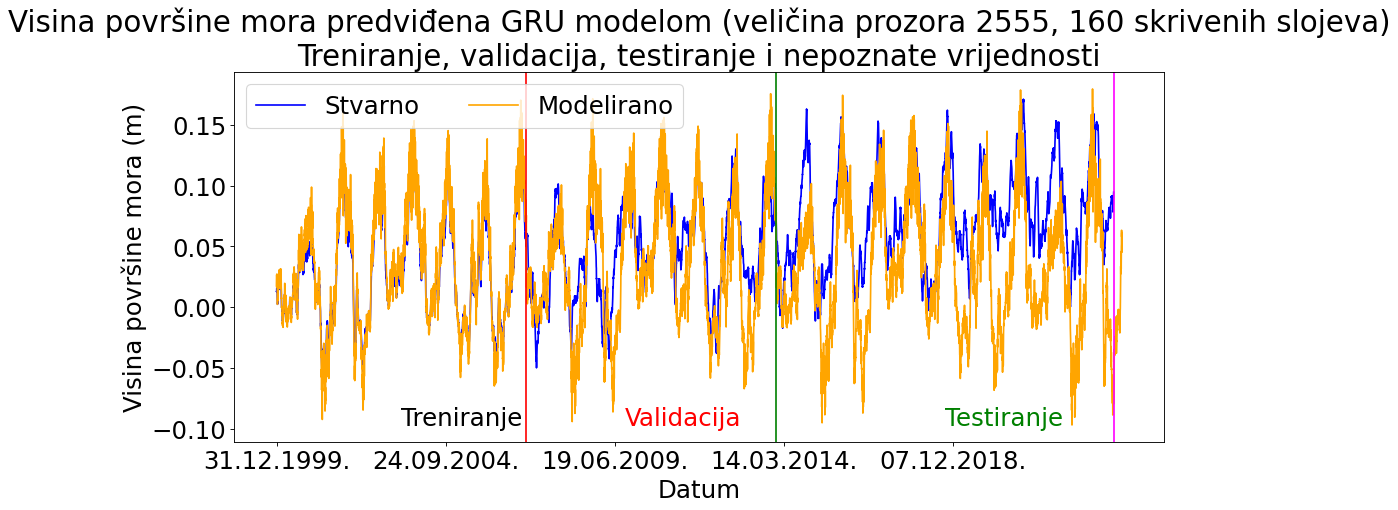 Visina površine mora predviđena GRU modelom (veličina prozora 2555, 160 skrivenih slojeva)
Treniranje, validacija, testiranje i nepoznate vrijednosti
Stvarno
Modelirano
Visina površine mora (m)
0.15
0.10
0.05
0.00
−0.05
−0.10
Treniranje
Validacija
Testiranje
31.12.1999.
24.09.2004.
19.06.2009.
14.03.2014.
07.12.2018.
Datum